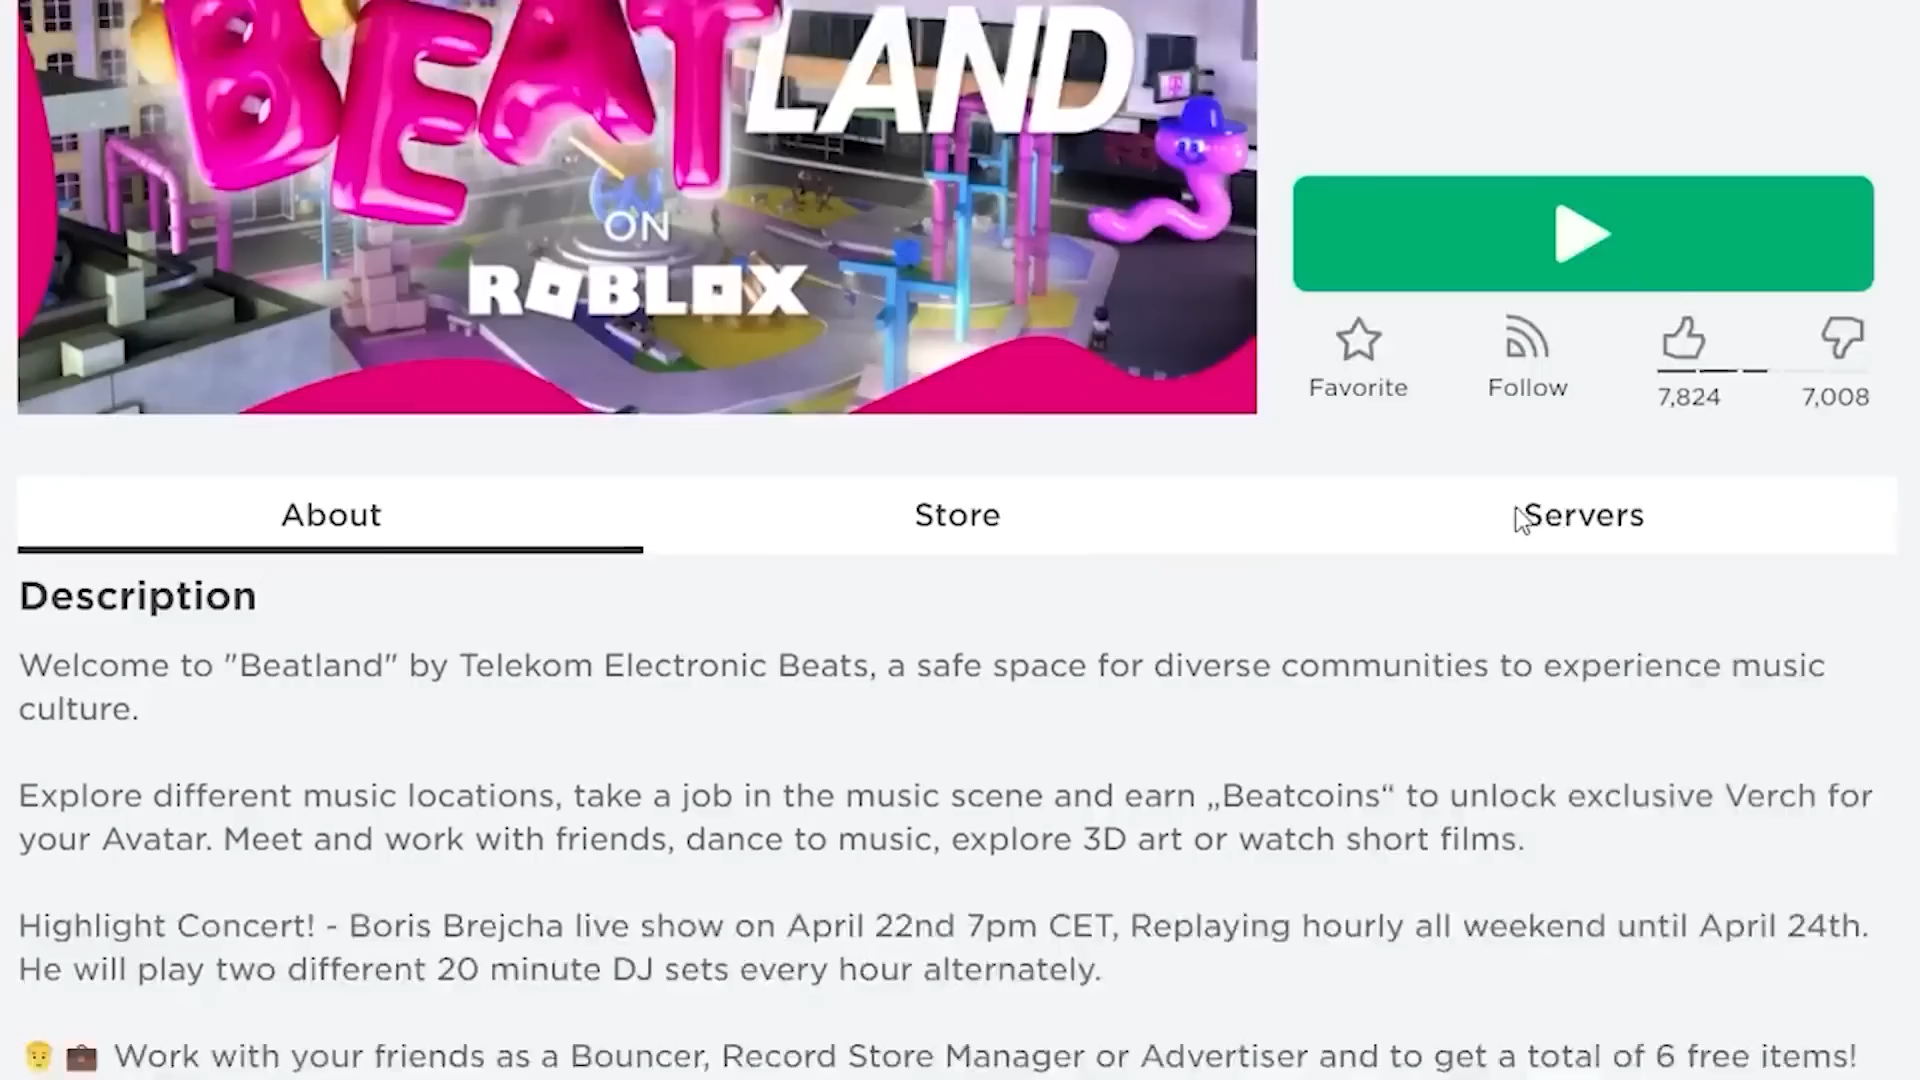 BEATLAND
ON
ROBLOX
Favorite
Follow
7,824
7,008
About
Store
Servers
Description
Welcome to "Beatland" by Telekom Electronic Beats, a safe space for diverse communities to experience music
culture.
Explore different music locations, take a job in the music scene and earn „Beatcoins“ to unlock exclusive Verch for
your Avatar. Meet and work with friends, dance to music, explore 3D art or watch short films.
Highlight Concert! - Boris Brejcha live show on April 22nd 7pm CET, Replaying hourly all weekend until April 24th.
He will play two different 20 minute DJ sets every hour alternately.
Work with your friends as a Bouncer, Record Store Manager or Advertiser and to get a total of 6 free items!